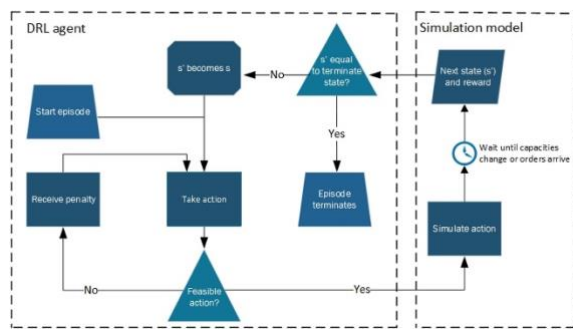 DRL agent
Simulation model
s' becomes s
No
s' equal
to terminate
state?
Next state (s')
and reward
Start episode
Yes
Wait until capacities
change or orders arrive
Receive penalty
Take action
Episode
terminates
Simulate action
No
Feasible
action?
Yes